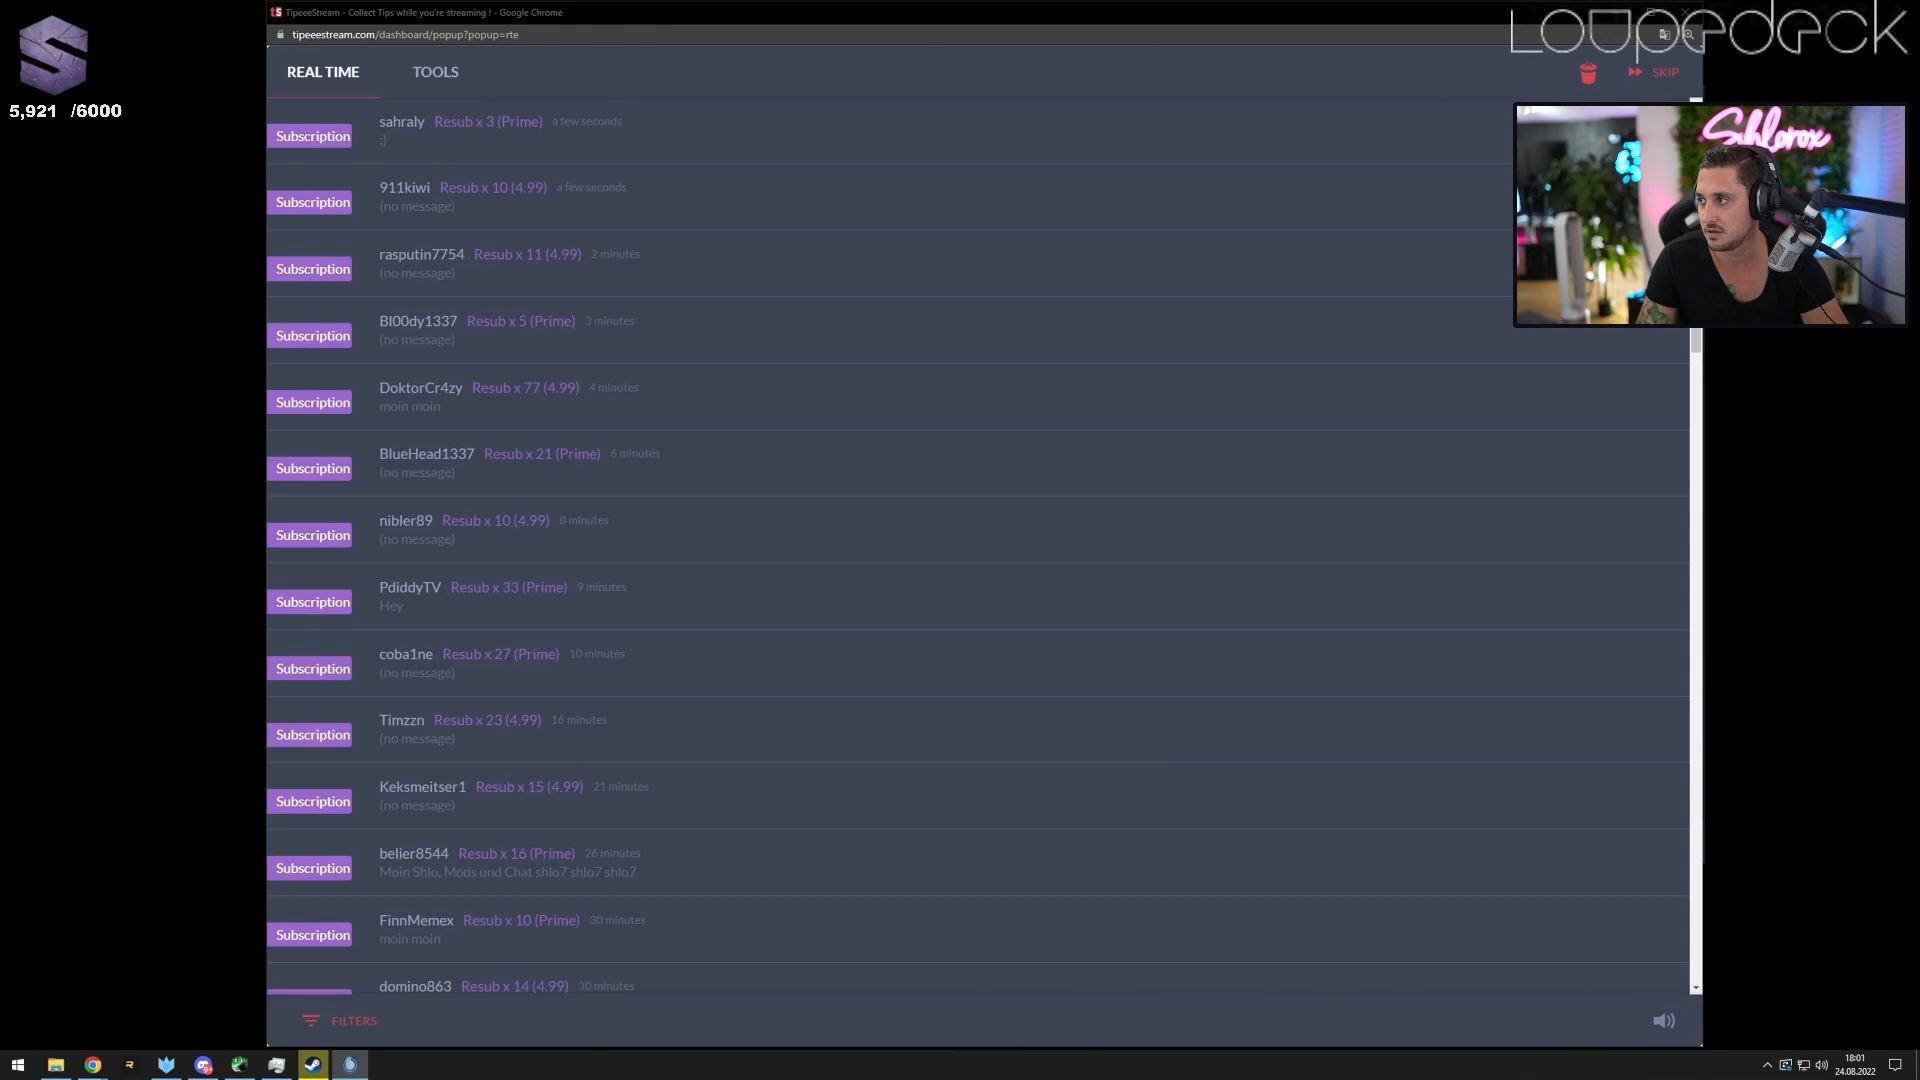 TipeeeStream - Collect Tips while you're streaming ! - Google Chrome
tipeeestream.com/dashboard/popup?popup=rte
Loupedeck
5,921 /6000
REAL TIME TOOLS SKIP
Subscription sahraly Resub x 3 (Prime) a few seconds
:)
Subscription 911kiwi Resub x 10 (4.99) a few seconds
(no message)
Subscription rasputin7754 Resub x 11 (4.99) 2 minutes
(no message)
Subscription Bl00dy1337 Resub x 5 (Prime) 3 minutes
(no message)
Subscription DoktorCr4zy Resub x 77 (4.99) 4 minutes
moin moin
Subscription BlueHead1337 Resub x 21 (Prime) 6 minutes
(no message)
Subscription nibler89 Resub x 10 (4.99) 8 minutes
(no message)
Subscription PdiddyTV Resub x 33 (Prime) 9 minutes
Hey
Subscription coba1ne Resub x 27 (Prime) 10 minutes
(no message)
Subscription Timzzn Resub x 23 (4.99) 16 minutes
(no message)
Subscription Keksmeitser1 Resub x 15 (4.99) 21 minutes
(no message)
Subscription belier8544 Resub x 16 (Prime) 26 minutes
Moin Shlo, Mods und Chat shlo7 shlo7 shlo7
Subscription FinnMemex Resub x 10 (Prime) 30 minutes
moin moin
domino863 Resub x 14 (4.99) 30 minutes
FILTERS
Sihlorox
18:01
24.08.2022